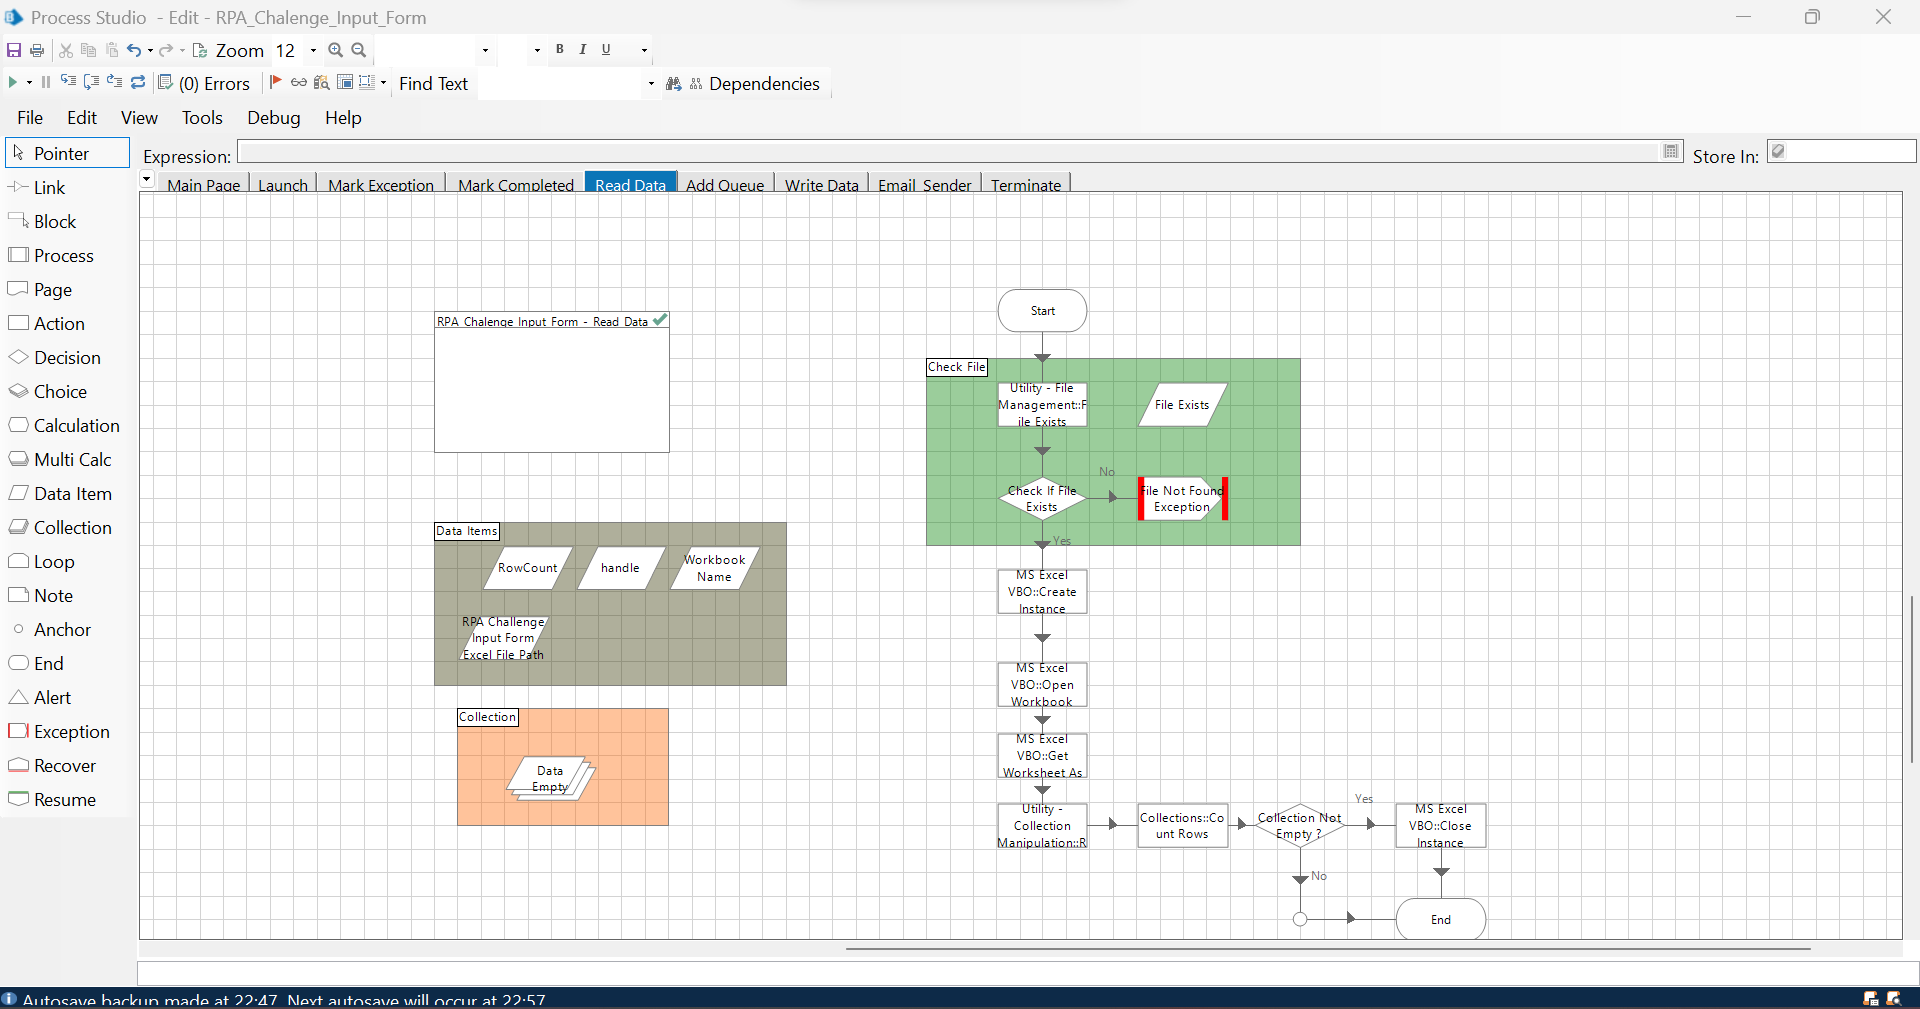 Process Studio - Edit - RPA_Chalenge_Input_Form
Zoom 12 B I U
(0) Errors Find Text Dependencies
File Edit View Tools Debug Help
Expression: Store In:
Main Page Launch Mark Exception Mark Completed Read Data Add Queue Write Data Email Sender Terminate
Pointer
Link
Block
Process
Page
Action
Decision
Choice
Calculation
Multi Calc
Data Item
Collection
Loop
Note
Anchor
End
Alert
Exception
Recover
Resume
RPA Chalenge Input Form - Read Data
Data Items
RowCount
handle
Workbook
Name
RPA Challenge
Input Form
Excel File Path
Collection
Data
Empty
Start
Check File
Utility - File
Management::F
ile Exists
File Exists
Check If File
Exists
No
File Not Found
Exception
Yes
MS Excel
VBO::Create
Instance
MS Excel
VBO::Open
Workbook
MS Excel
VBO::Get
Worksheet As
Utility -
Collection
Manipulation::R
Collections::Co
unt Rows
Collection Not
Empty ?
Yes
MS Excel
VBO::Close
Instance
No
End
Autosave backup made at 22:47. Next autosave will occur at 22:57